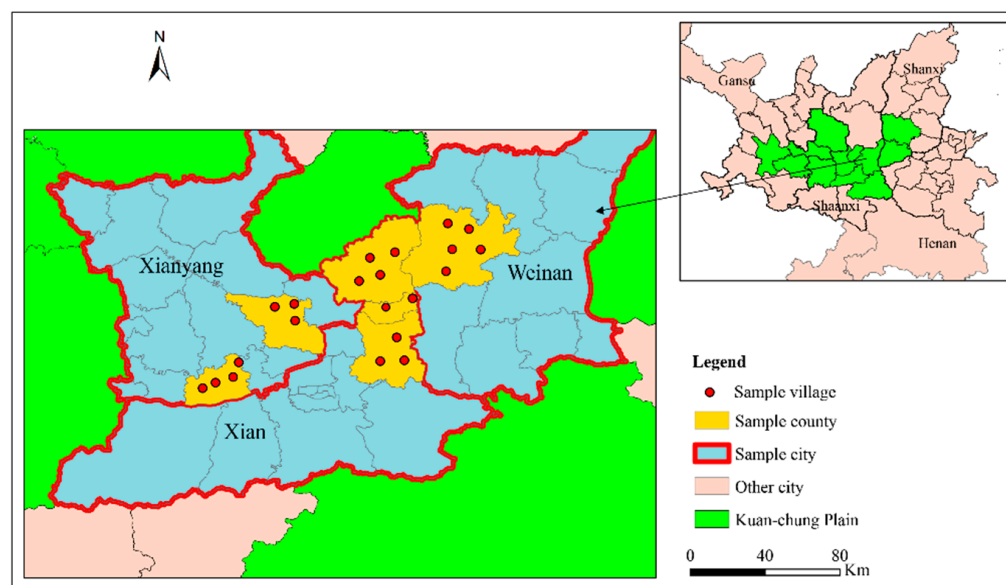 N
Gansu
Shanxi
Shaanxi
Henan
Xianyang
Weinan
Xian
Legend
Sample village
Sample county
Sample city
Other city
Kuan-chung Plain
0 40 80
Km